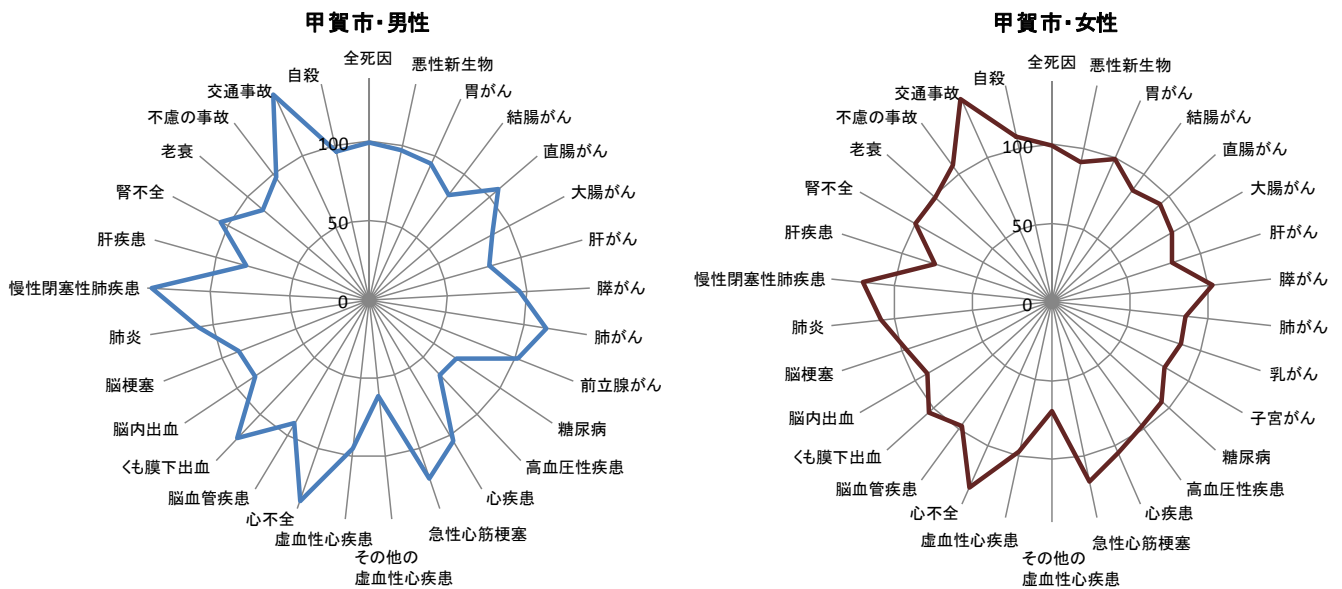 甲賀市・男性
全死因
悪性新生物
胃がん
結腸がん
直腸がん
大腸がん
肝がん
膵がん
肺がん
前立腺がん
糖尿病
高血圧性疾患
心疾患
急性心筋梗塞
その他の
虚血性心疾患
虚血性心疾患
心不全
脳血管疾患
くも膜下出血
脳内出血
脳梗塞
肺炎
慢性閉塞性肺疾患
肝疾患
腎不全
老衰
不慮の事故
交通事故
自殺
100
50
0
甲賀市・女性
全死因
悪性新生物
胃がん
結腸がん
直腸がん
大腸がん
肝がん
膵がん
肺がん
乳がん
子宮がん
糖尿病
高血圧性疾患
心疾患
急性心筋梗塞
その他の
虚血性心疾患
虚血性心疾患
心不全
脳血管疾患
くも膜下出血
脳内出血
脳梗塞
肺炎
慢性閉塞性肺疾患
肝疾患
腎不全
老衰
不慮の事故
交通事故
自殺
100
50
0